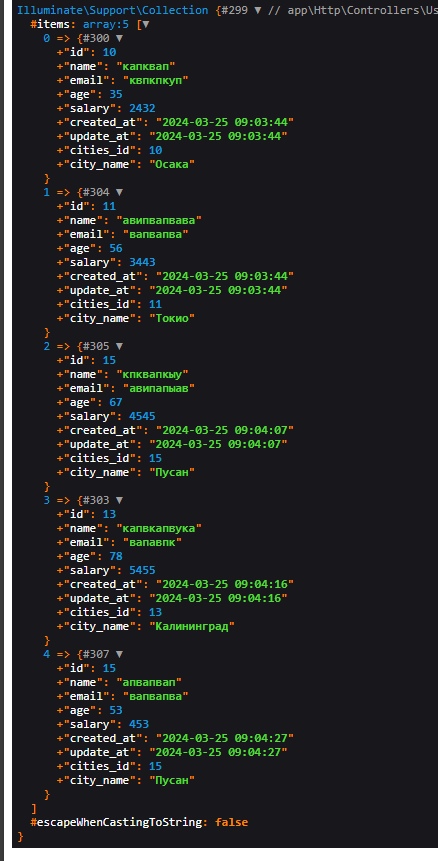 Illuminate\Support\Collection {#299 ▼ // app\Http\Controllers\Us
#items: array:5 [▼
0 => {#300 ▼
+"id": 10
+"name": "капквап"
+"email": "квпкпкуп"
+"age": 35
+"salary": 2432
+"created_at": "2024-03-25 09:03:44"
+"update_at": "2024-03-25 09:03:44"
+"cities_id": 10
+"city_name": "Осака"
}
1 => {#304 ▼
+"id": 11
+"name": "авипвапвава"
+"email": "вапвапва"
+"age": 56
+"salary": 3443
+"created_at": "2024-03-25 09:03:44"
+"update_at": "2024-03-25 09:03:44"
+"cities_id": 11
+"city_name": "Токио"
}
2 => {#305 ▼
+"id": 15
+"name": "кпквапкыу"
+"email": "авипапыав"
+"age": 67
+"salary": 4545
+"created_at": "2024-03-25 09:04:07"
+"update_at": "2024-03-25 09:04:07"
+"cities_id": 15
+"city_name": "Пусан"
}
3 => {#303 ▼
+"id": 13
+"name": "капвкапвука"
+"email": "вапавпк"
+"age": 78
+"salary": 5455
+"created_at": "2024-03-25 09:04:16"
+"update_at": "2024-03-25 09:04:16"
+"cities_id": 13
+"city_name": "Калининград"
}
4 => {#307 ▼
+"id": 15
+"name": "апвапвап"
+"email": "вапвапва"
+"age": 53
+"salary": 453
+"created_at": "2024-03-25 09:04:27"
+"update_at": "2024-03-25 09:04:27"
+"cities_id": 15
+"city_name": "Пусан"
}
]
#escapeWhenCastingToString: false
}